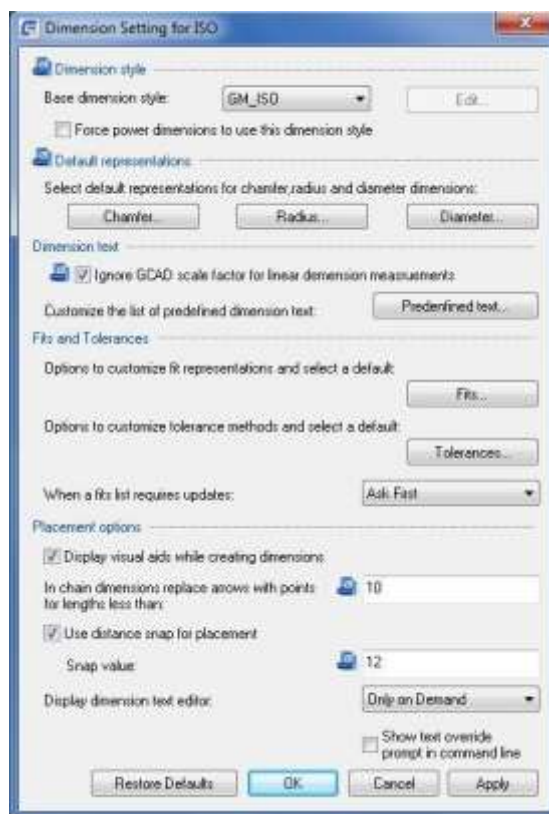 Dimension Setting for ISO
Dimension style
Base dimension style:
GM_ISO
Edit...
Force power dimensions to use this dimension style
Default representations
Select default representations for chamfer,radius and diameter dimensions:
Chamfer...
Radius...
Diameter...
Dimension text
Ignore GCAD scale factor for linear demension measurements
Customize the list of predefined dimension text:
Predenfined text...
Fits and Tolerances
Options to customize fit representations and select a default:
Fits...
Options to customize tolerance methods and select a default:
Tolerances...
When a fits list requires updates:
Ask First
Placement options
Display visual aids while creating dimensions
In chain dimensions replace arrows with points
for lengths less than:
10
Use distance snap for placement
Snap value:
12
Display dimension text editor:
Only on Demand
Show text override
prompt in command line
Restore Defaults
OK
Cancel
Apply